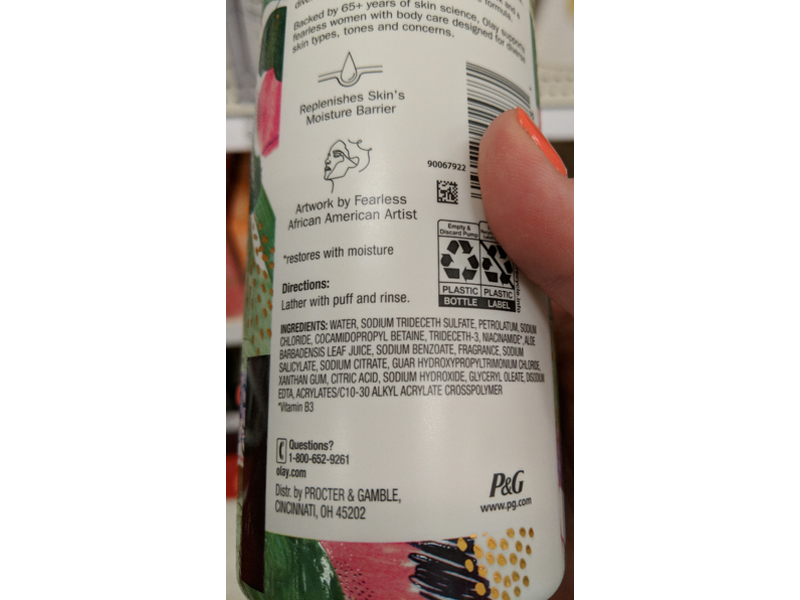 and a
formula.
Backed by 65+ years of skin science, Olay supports
fearless women with body care designed for diverse
skin types, tones and concerns.
Replenishes Skin's
Moisture Barrier
90067922
Artwork by Fearless
African American Artist
*restores with moisture
Empty &
Discard Pump
PLASTIC
BOTTLE
PLASTIC
LABEL
Directions:
Lather with puff and rinse.
INGREDIENTS: WATER, SODIUM TRIDECETH SULFATE, PETROLATUM, SODIUM
CHLORIDE, COCAMIDOPROPYL BETAINE, TRIDECETH-3, NIACINAMIDE*, ALOE
BARBADENSIS LEAF JUICE, SODIUM BENZOATE, FRAGRANCE, SODIUM
SALICYLATE, SODIUM CITRATE, GUAR HYDROXYPROPYLTRIMONIUM CHLORIDE,
XANTHAN GUM, CITRIC ACID, SODIUM HYDROXIDE, GLYCERYL OLEATE, DISODIUM
EDTA, ACRYLATES/C10-30 ALKYL ACRYLATE CROSSPOLYMER
*Vitamin B3
Questions?
1-800-652-9261
olay.com
Distr. by PROCTER & GAMBLE,
CINCINNATI, OH 45202
P&G
www.pg.com